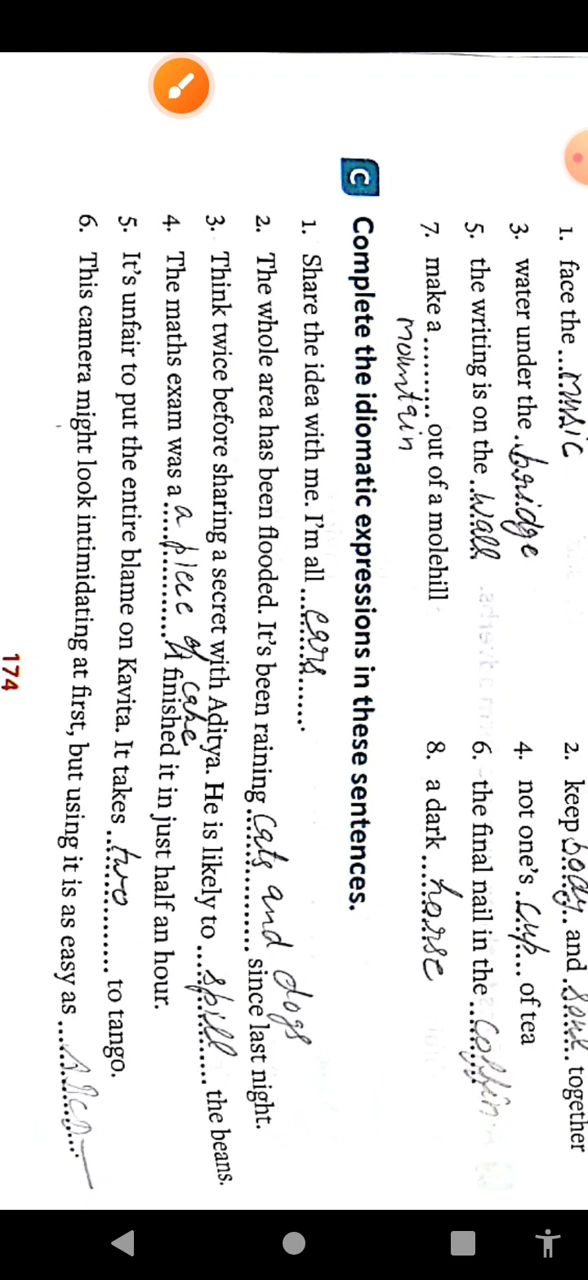 1. face the ...music
2. keep body.. and .soul.. together
3. water under the ..bridge
4. not one's .cup... of tea
5. the writing is on the ..wall
6. the final nail in the ..coffin
7. make a .......... out of a molehill
mountain
8. a dark ...horse
C Complete the idiomatic expressions in these sentences.
1. Share the idea with me. I'm all ...ears...
2. The whole area has been flooded. It's been raining cats and dogs since last night.
3. Think twice before sharing a secret with Aditya. He is likely to ...spill... the beans.
4. The maths exam was a a piece of cake finished it in just half an hour.
5. It's unfair to put the entire blame on Kavita. It takes ...two... to tango.
6. This camera might look intimidating at first, but using it is as easy as ...
174